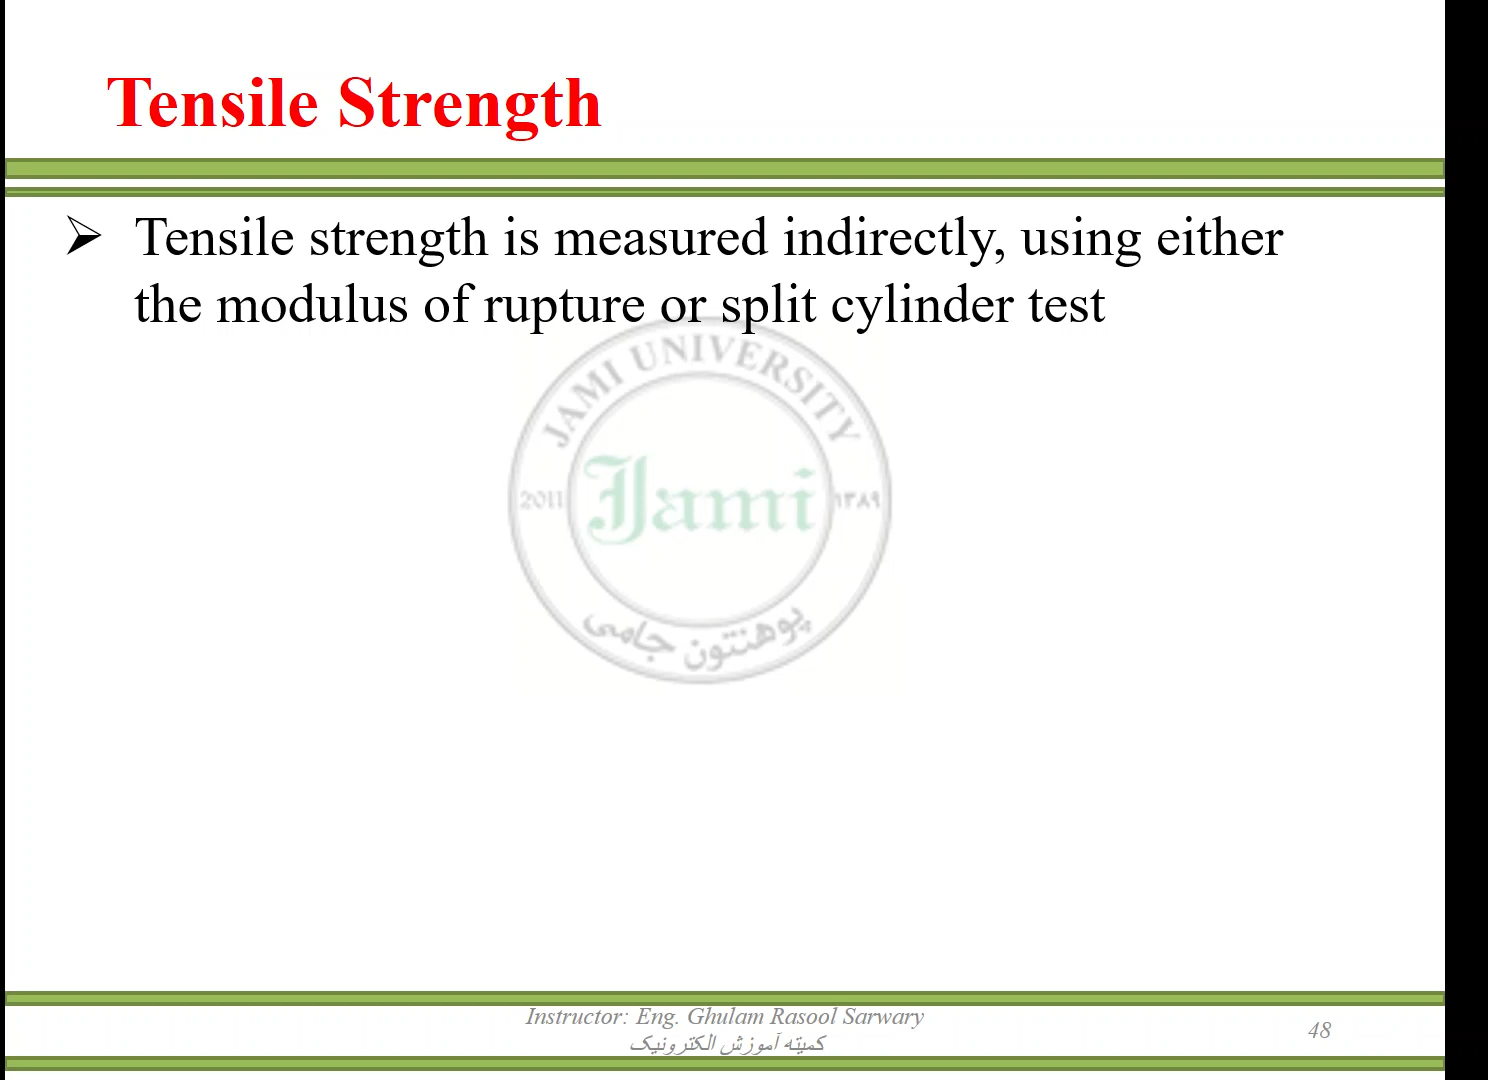 Tensile Strength
➢ Tensile strength is measured indirectly, using either
the modulus of rupture or split cylinder test
JAMI UNIVERSITY
2011 Jami ١٣٨٩
پوهنتون جامی
Instructor: Eng. Ghulam Rasool Sarwary
کمیته آموزش الکترونیک
48